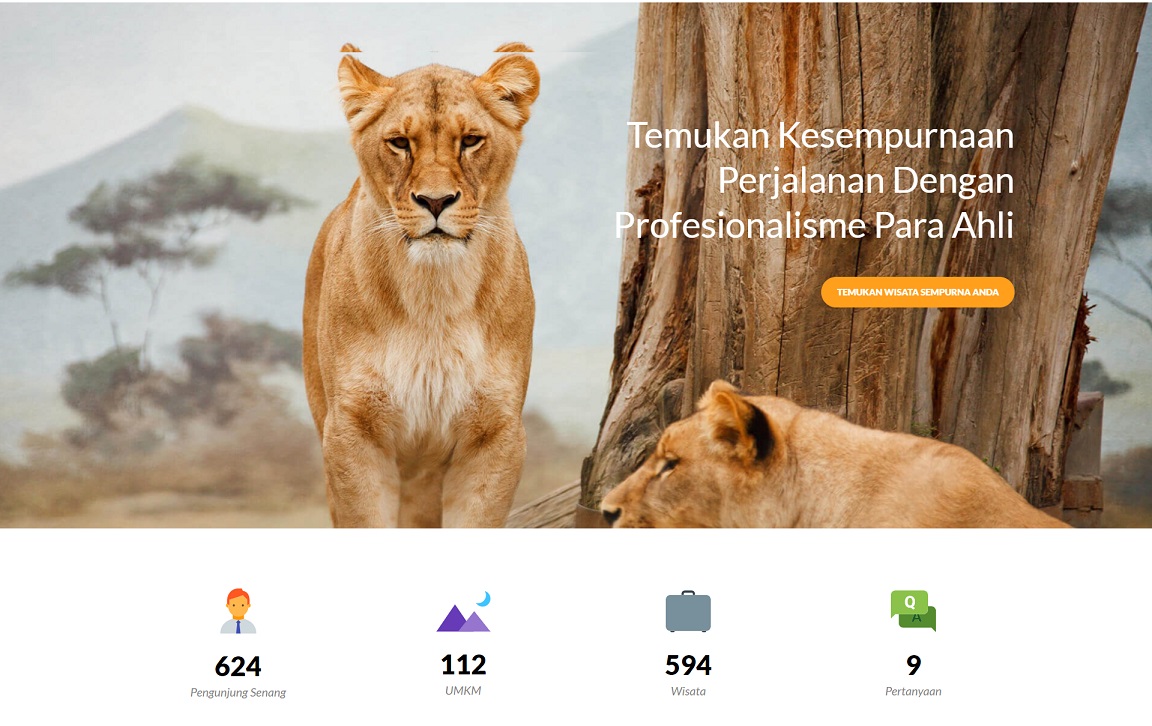 Temukan Kesempurnaan
Perjalanan Dengan
Profesionalisme Para Ahli
TEMUKAN WISATA SEMPURNA ANDA
Q
A
624
112
594
9
Pengunjung Senang
UMKM
Wisata
Pertanyaan